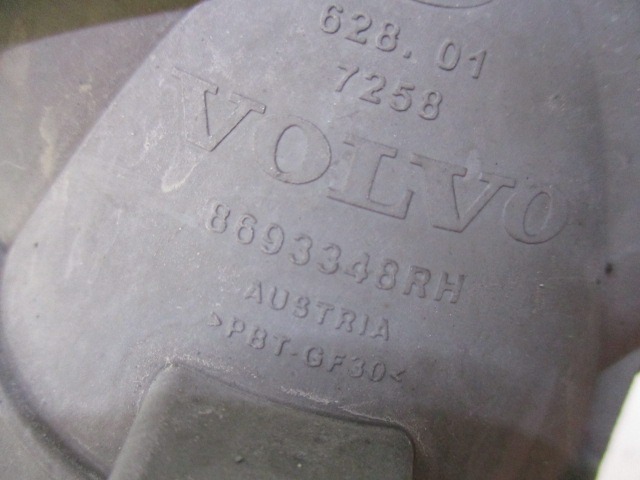 628.01
7258
VOLVO
8693348RH
AUSTRIA
>PBT-GF30<